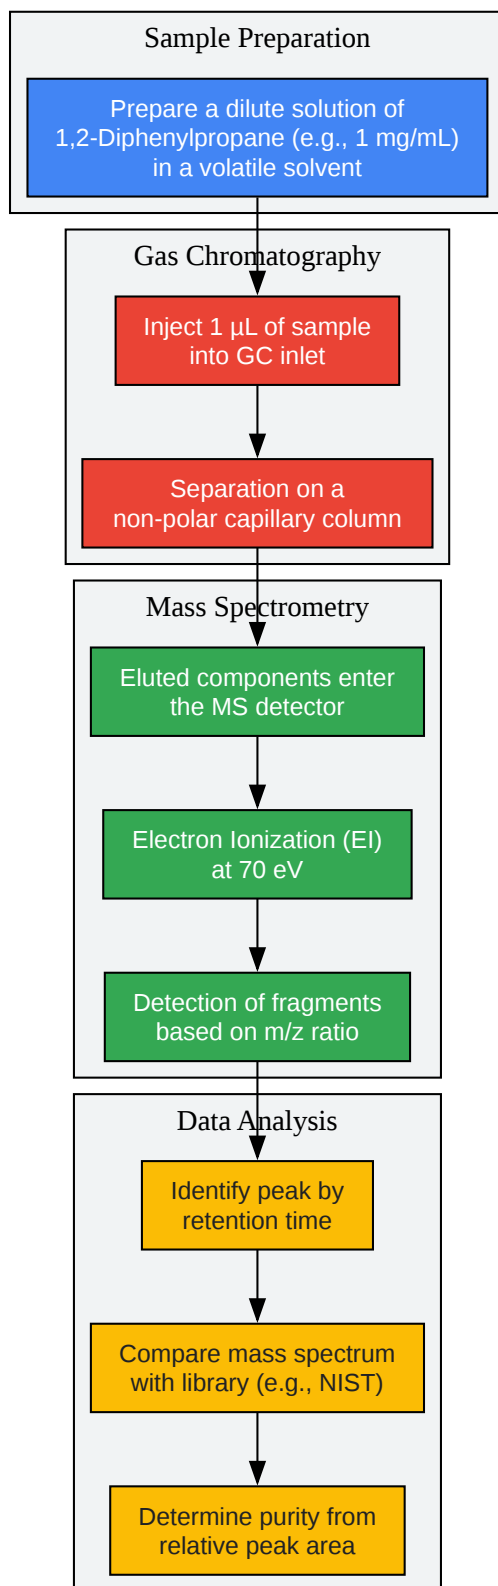 Sample Preparation
Prepare a dilute solution of
1,2-Diphenylpropane (e.g., 1 mg/mL)
in a volatile solvent
Gas Chromatography
Inject 1 µL of sample
into GC inlet
Separation on a
non-polar capillary column
Mass Spectrometry
Eluted components enter
the MS detector
Electron Ionization (EI)
at 70 eV
Detection of fragments
based on m/z ratio
Data Analysis
Identify peak by
retention time
Compare mass spectrum
with library (e.g., NIST)
Determine purity from
relative peak area